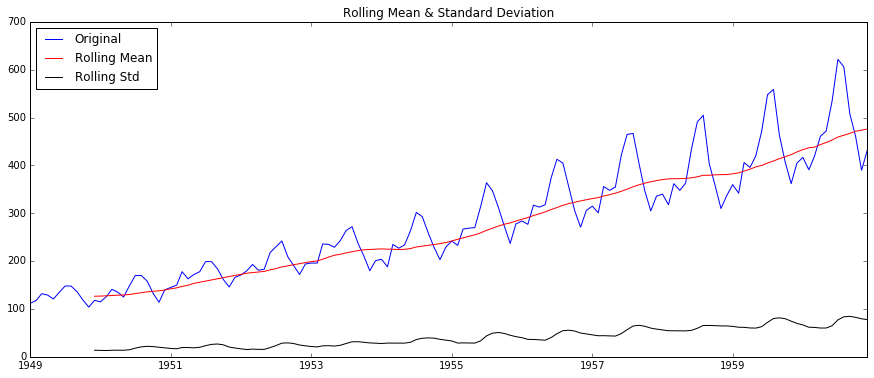 Rolling Mean & Standard Deviation
700
600
500
400
300
200
100
0
Original
Rolling Mean
Rolling Std
1949 1951 1953 1955 1957 1959